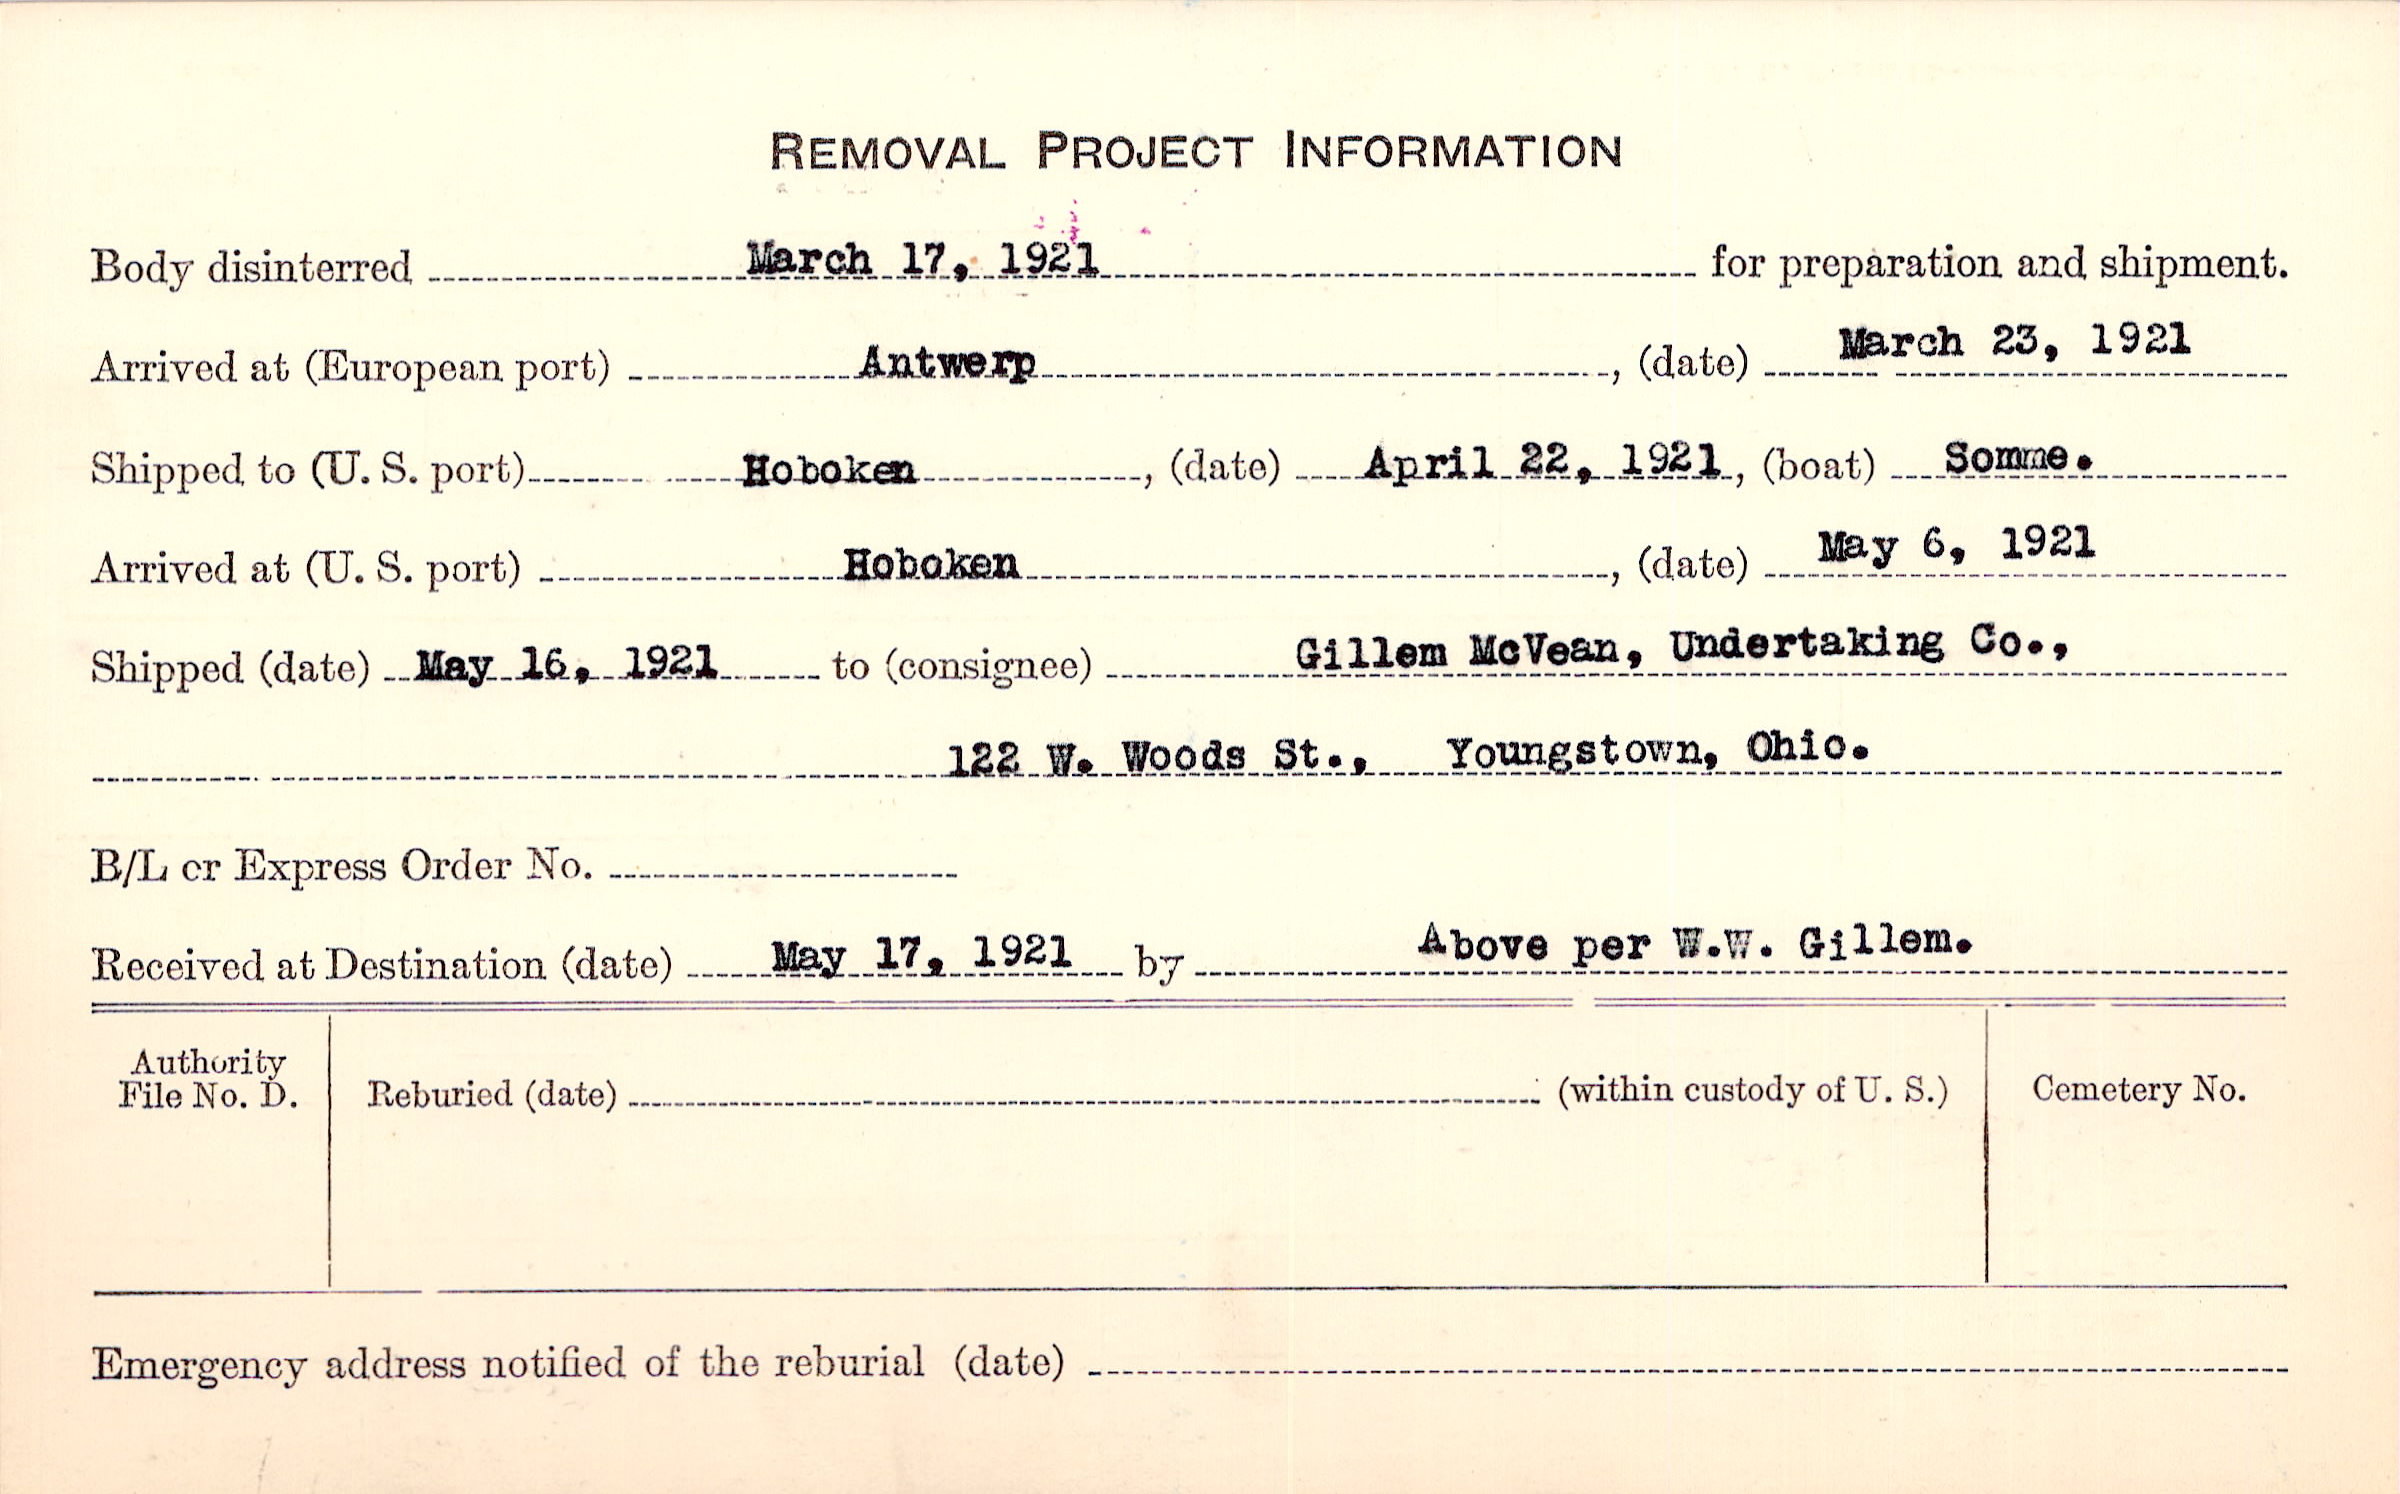 REMOVAL PROJECT INFORMATION
Body disinterred March 17, 1921 for preparation and shipment.
Arrived at (European port) Antwerp, (date) March 23, 1921
Shipped to (U. S. port) Hoboken, (date) April 22, 1921, (boat) Somme.
Arrived at (U. S. port) Hoboken, (date) May 6, 1921
Shipped (date) May 16, 1921 to (consignee) Gillem McVean, Undertaking Co.,
122 W. Woods St., Youngstown, Ohio.
B/L or Express Order No.
Received at Destination (date) May 17, 1921 by Above per W.W. Gillem.
Authority
File No. D.
Reburied (date) (within custody of U. S.)
Cemetery No.
Emergency address notified of the reburial (date)